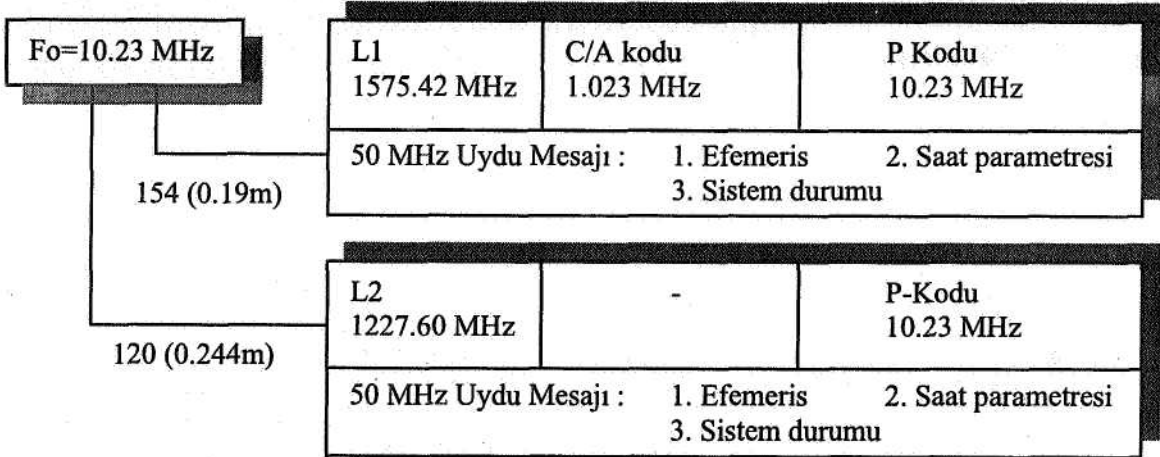 Fo=10.23 MHz
L1
1575.42 MHz
C/A kodu
1.023 MHz
P Kodu
10.23 MHz
50 MHz Uydu Mesajı : 1. Efemeris 2. Saat parametresi
3. Sistem durumu
154 (0.19m)
L2
1227.60 MHz
-
P-Kodu
10.23 MHz
120 (0.244m)
50 MHz Uydu Mesajı : 1. Efemeris 2. Saat parametresi
3. Sistem durumu